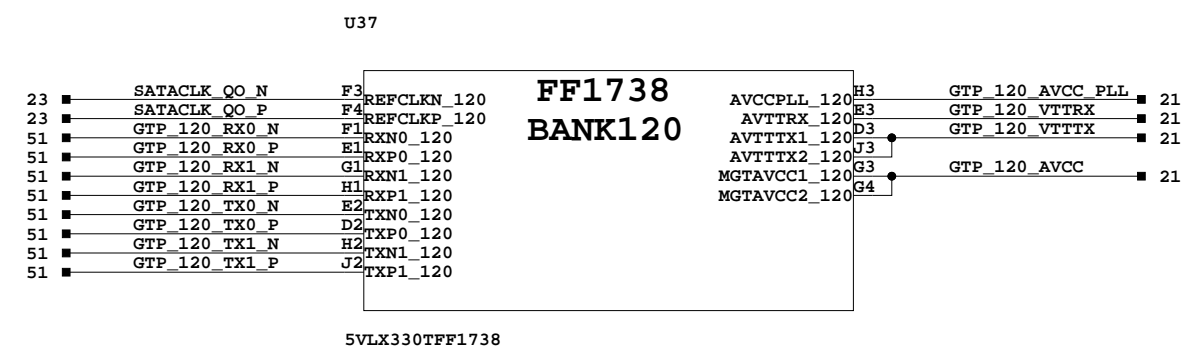 U37
FF1738
BANK120
23 SATACLK_QO_N F3 REFCLKN_120
23 SATACLK_QO_P F4 REFCLKP_120
51 GTP_120_RX0_N F1 RXN0_120
51 GTP_120_RX0_P E1 RXP0_120
51 GTP_120_RX1_N G1 RXN1_120
51 GTP_120_RX1_P H1 RXP1_120
51 GTP_120_TX0_N E2 TXN0_120
51 GTP_120_TX0_P D2 TXP0_120
51 GTP_120_TX1_N H2 TXN1_120
51 GTP_120_TX1_P J2 TXP1_120
AVCCPLL_120 H3 GTP_120_AVCC_PLL 21
AVTTRX_120 E3 GTP_120_VTTRX 21
AVTTTX1_120 D3 GTP_120_VTTTX 21
AVTTTX2_120 J3
MGTAVCC1_120 G3 GTP_120_AVCC 21
MGTAVCC2_120 G4
5VLX330TFF1738